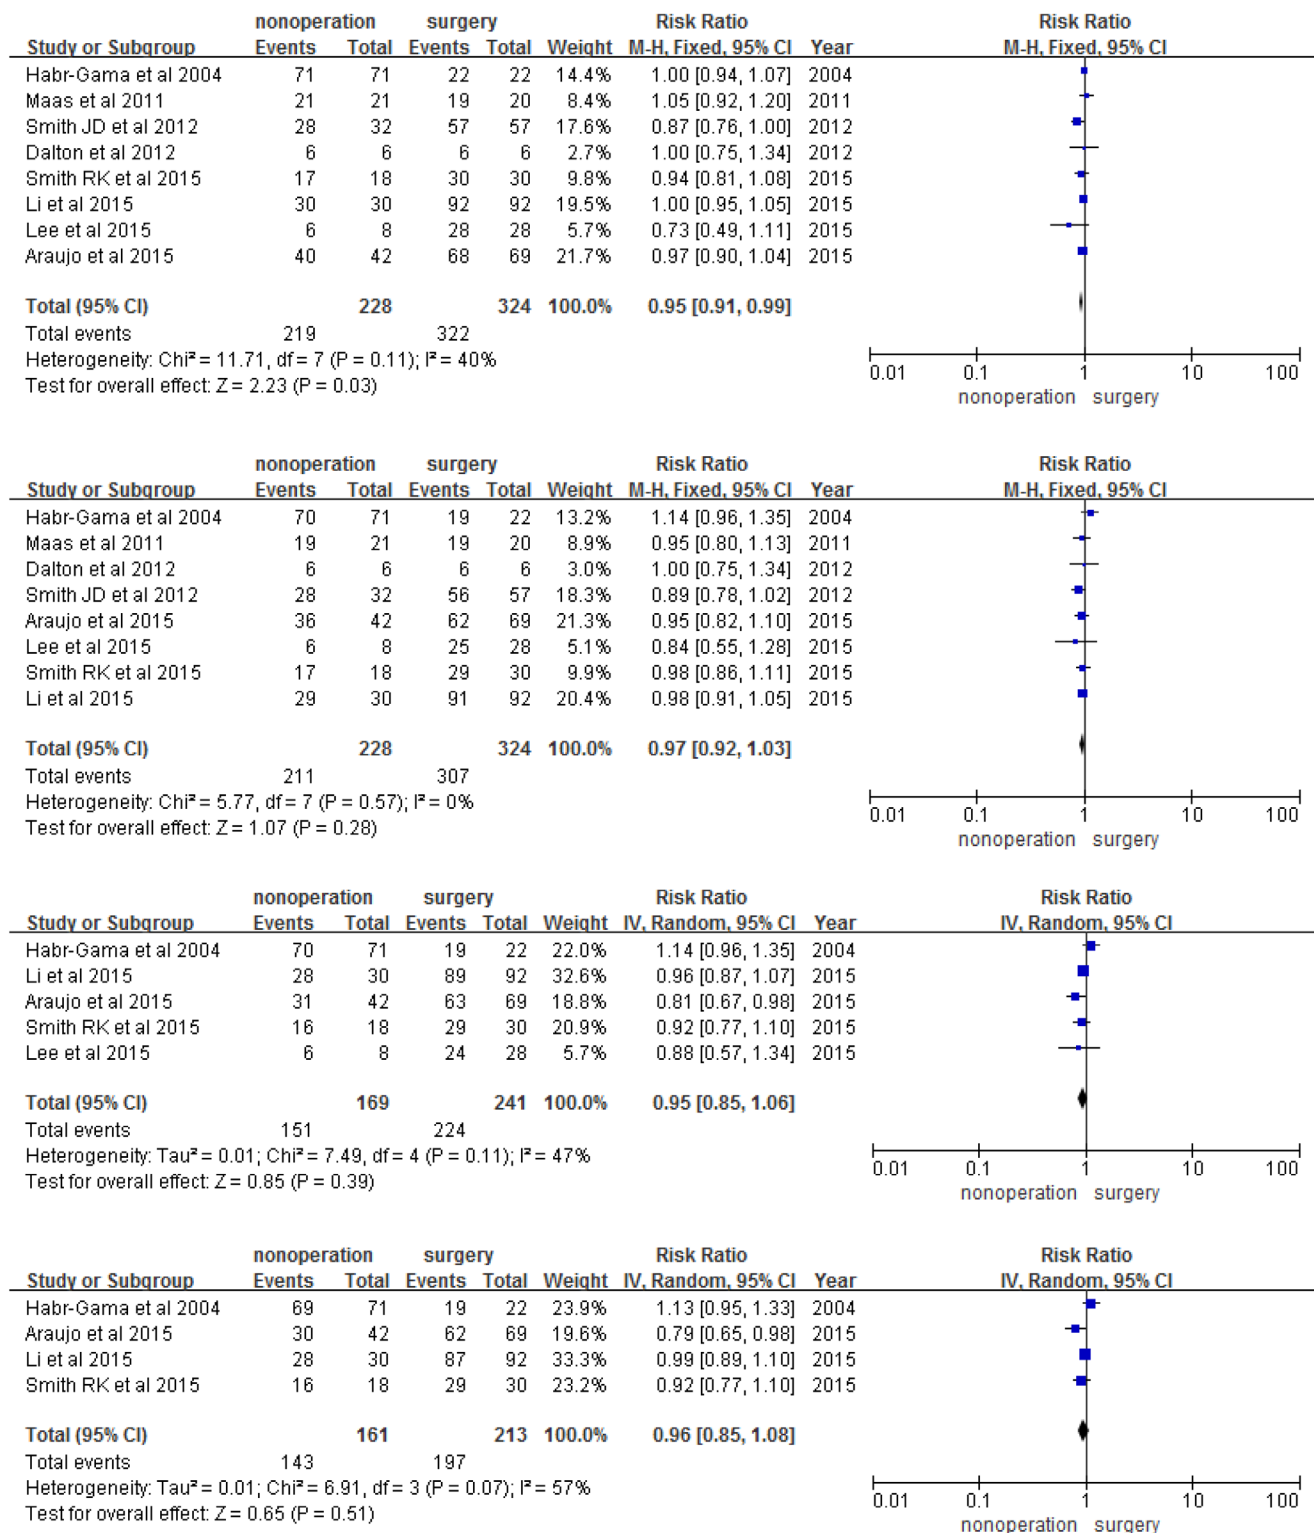 nonoperation surgery Risk Ratio Risk Ratio
Study or Subgroup Events Total Events Total Weight M-H, Fixed, 95% CI Year M-H, Fixed, 95% CI
Habr-Gama et al 2004 71 71 22 22 14.4% 1.00 [0.94, 1.07] 2004
Maas et al 2011 21 21 19 20 8.4% 1.05 [0.92, 1.20] 2011
Smith JD et al 2012 28 32 57 57 17.6% 0.87 [0.76, 1.00] 2012
Dalton et al 2012 6 6 6 6 2.7% 1.00 [0.75, 1.34] 2012
Smith RK et al 2015 17 18 30 30 9.8% 0.94 [0.81, 1.08] 2015
Li et al 2015 30 30 92 92 19.5% 1.00 [0.95, 1.05] 2015
Lee et al 2015 6 8 28 28 5.7% 0.73 [0.49, 1.11] 2015
Araujo et al 2015 40 42 68 69 21.7% 0.97 [0.90, 1.04] 2015
Total (95% CI) 228 324 100.0% 0.95 [0.91, 0.99]
Total events 219 322
Heterogeneity: Chi² = 11.71, df = 7 (P = 0.11); I² = 40%
Test for overall effect: Z = 2.23 (P = 0.03)
0.01 0.1 1 10 100
nonoperation surgery
nonoperation surgery Risk Ratio Risk Ratio
Study or Subgroup Events Total Events Total Weight M-H, Fixed, 95% CI Year M-H, Fixed, 95% CI
Habr-Gama et al 2004 70 71 19 22 13.2% 1.14 [0.96, 1.35] 2004
Maas et al 2011 19 21 19 20 8.9% 0.95 [0.80, 1.13] 2011
Dalton et al 2012 6 6 6 6 3.0% 1.00 [0.75, 1.34] 2012
Smith JD et al 2012 28 32 56 57 18.3% 0.89 [0.78, 1.02] 2012
Araujo et al 2015 36 42 62 69 21.3% 0.95 [0.82, 1.10] 2015
Lee et al 2015 6 8 25 28 5.1% 0.84 [0.55, 1.28] 2015
Smith RK et al 2015 17 18 29 30 9.9% 0.98 [0.86, 1.11] 2015
Li et al 2015 29 30 91 92 20.4% 0.98 [0.91, 1.05] 2015
Total (95% CI) 228 324 100.0% 0.97 [0.92, 1.03]
Total events 211 307
Heterogeneity: Chi² = 5.77, df = 7 (P = 0.57); I² = 0%
Test for overall effect: Z = 1.07 (P = 0.28)
0.01 0.1 1 10 100
nonoperation surgery
nonoperation surgery Risk Ratio Risk Ratio
Study or Subgroup Events Total Events Total Weight IV, Random, 95% CI Year IV, Random, 95% CI
Habr-Gama et al 2004 70 71 19 22 22.0% 1.14 [0.96, 1.35] 2004
Li et al 2015 28 30 89 92 32.6% 0.96 [0.87, 1.07] 2015
Araujo et al 2015 31 42 63 69 18.8% 0.81 [0.67, 0.98] 2015
Smith RK et al 2015 16 18 29 30 20.9% 0.92 [0.77, 1.10] 2015
Lee et al 2015 6 8 24 28 5.7% 0.88 [0.57, 1.34] 2015
Total (95% CI) 169 241 100.0% 0.95 [0.85, 1.06]
Total events 151 224
Heterogeneity: Tau² = 0.01; Chi² = 7.49, df = 4 (P = 0.11); I² = 47%
Test for overall effect: Z = 0.85 (P = 0.39)
0.01 0.1 1 10 100
nonoperation surgery
nonoperation surgery Risk Ratio Risk Ratio
Study or Subgroup Events Total Events Total Weight IV, Random, 95% CI Year IV, Random, 95% CI
Habr-Gama et al 2004 69 71 19 22 23.9% 1.13 [0.95, 1.33] 2004
Araujo et al 2015 30 42 62 69 19.6% 0.79 [0.65, 0.98] 2015
Li et al 2015 28 30 87 92 33.3% 0.99 [0.89, 1.10] 2015
Smith RK et al 2015 16 18 29 30 23.2% 0.92 [0.77, 1.10] 2015
Total (95% CI) 161 213 100.0% 0.96 [0.85, 1.08]
Total events 143 197
Heterogeneity: Tau² = 0.01; Chi² = 6.91, df = 3 (P = 0.07); I² = 57%
Test for overall effect: Z = 0.65 (P = 0.51)
0.01 0.1 1 10 100
nonoperation surgery